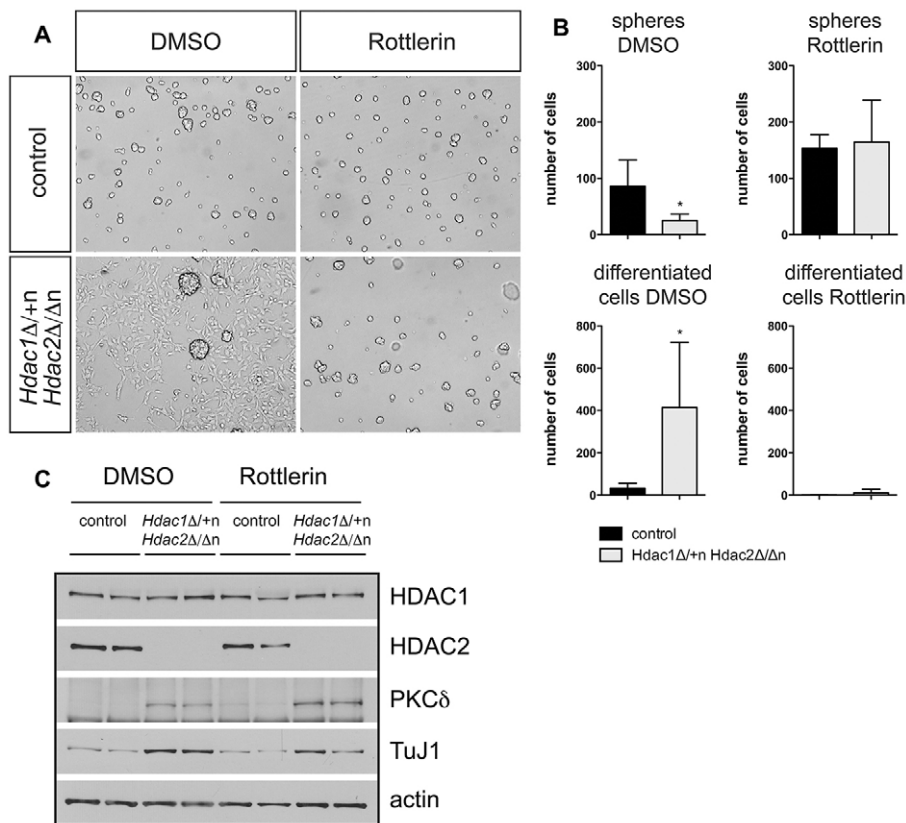 A
DMSO
Rottlerin
control
Hdac1Δ/+n
Hdac2Δ/Δn
B
spheres
DMSO
number of cells
300
200
100
0
*
spheres
Rottlerin
number of cells
300
200
100
0
differentiated
cells DMSO
number of cells
800
600
400
200
0
*
differentiated
cells Rottlerin
number of cells
800
600
400
200
0
control
Hdac1Δ/+n Hdac2Δ/Δn
C
DMSO
Rottlerin
control
Hdac1Δ/+n
Hdac2Δ/Δn
control
Hdac1Δ/+n
Hdac2Δ/Δn
HDAC1
HDAC2
PKCδ
TuJ1
actin